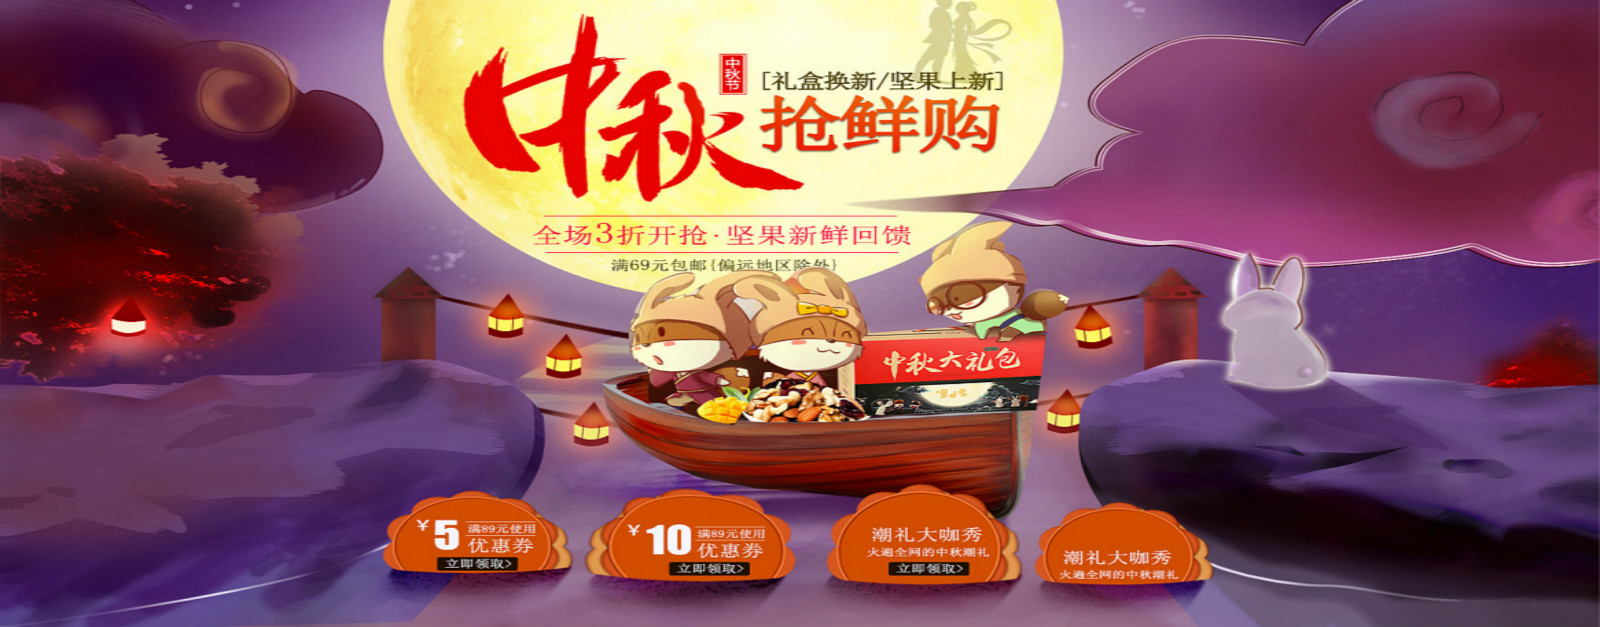 中秋
中秋节
[礼盒换新/坚果上新]
抢鲜购
全场3折开抢·坚果新鲜回馈
满69元包邮{偏远地区除外}
中秋大礼包
¥5 满89元使用
优惠券
立即领取>
¥10 满89元使用
优惠券
立即领取>
潮礼大咖秀
火遍全网的中秋潮礼
立即领取>
潮礼大咖秀
火遍全网的中秋潮礼